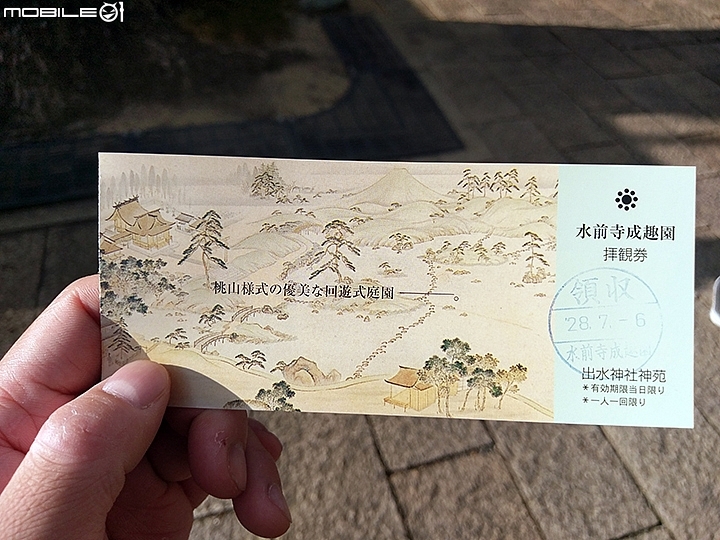 MOBILE01
桃山様式の優美な回遊式庭園
水前寺成趣園
拝観券
領収
'28.7.-6
水前寺成趣園
出水神社神苑
*有効期限当日限り
*一人一回限り